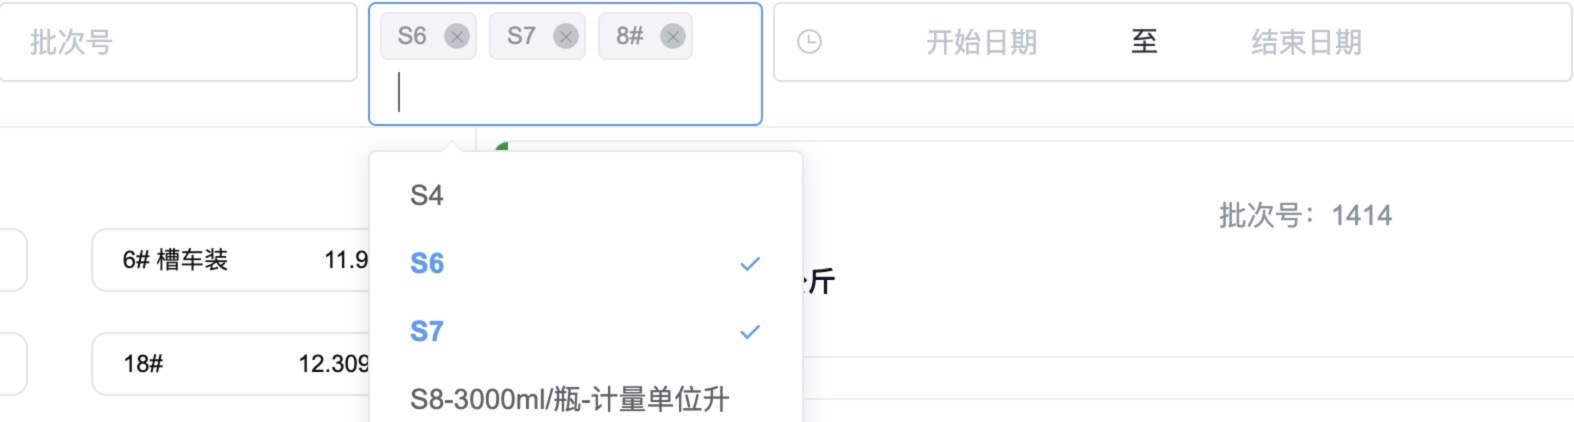 批次号
S6
S7
8#
开始日期
至
结束日期
S4
批次号：1414
6# 槽车装
11.9
S6
斤
S7
18#
12.309
S8-3000ml/瓶-计量单位升